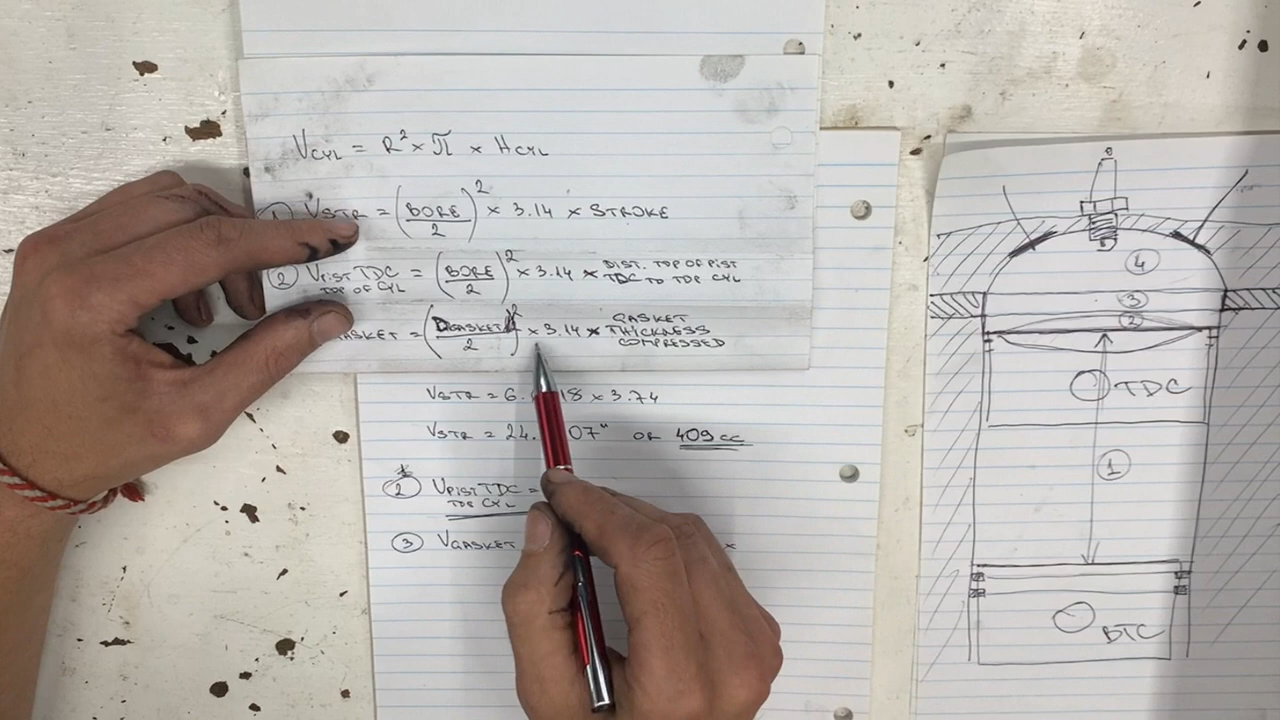 V CYL = R² × π × H CYL
① VSTR = (BORE/2)² × 3.14 × STROKE
② VPIST TDC TOP OF CYL = (BORE/2)² × 3.14 × DIST. TOP OF PIST TDC TO TOP CYL
ASKET = (DGASKET/2)² × 3.14 × GASKET THICKNESS COMPRESSED
VSTR = 6. 18 × 3.74
VSTR = 24. 07" OR 409 cc
* ② VPIST TDC TOP CYL =
③ VGASKET ×
④
③
②
TDC
①
BTC